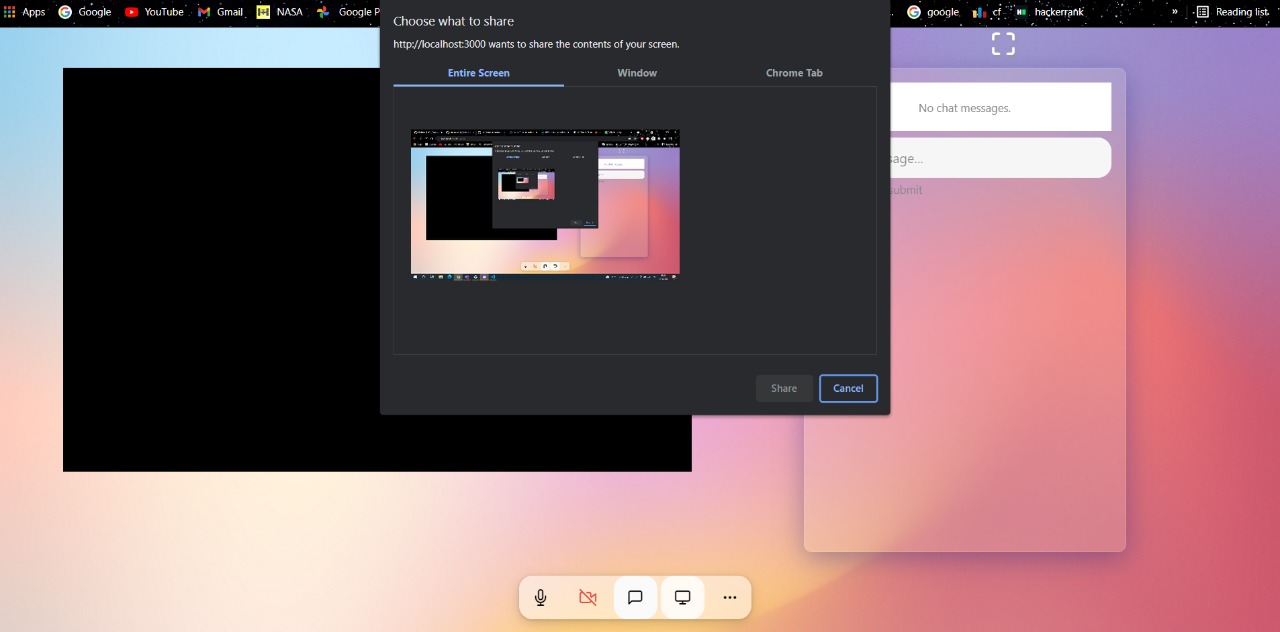 Apps Google YouTube Gmail NASA Google P google cf hackerrank » Reading list
Choose what to share
http://localhost:3000 wants to share the contents of your screen.
Entire Screen Window Chrome Tab
No chat messages.
sage...
submit
Share Cancel